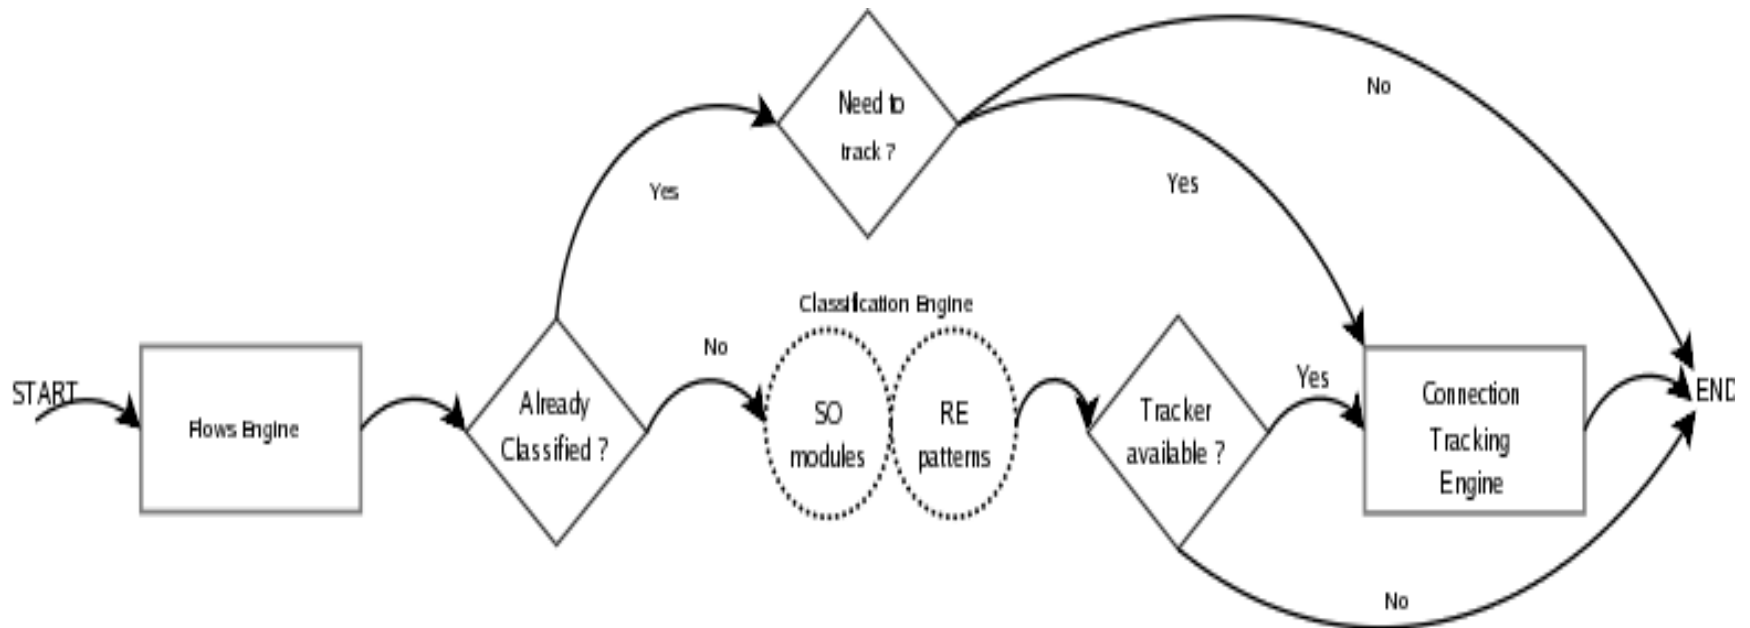 Need to
track ?
No
Yes
Yes
Classification Engine
START
Flows Engine
Already
Classified ?
No
SO
modules
RE
patterns
Tracker
available ?
Yes
Connection
Tracking
Engine
END
No